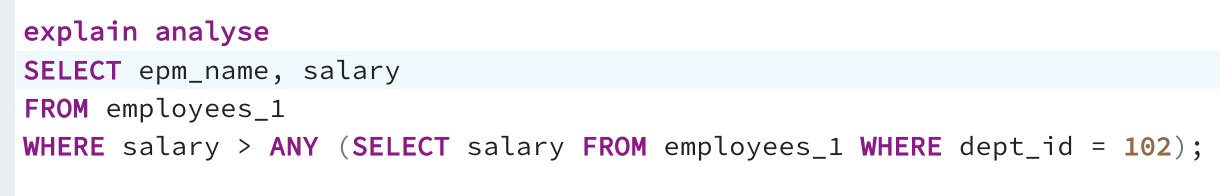 explain analyse
SELECT epm_name, salary
FROM employees_1
WHERE salary > ANY (SELECT salary FROM employees_1 WHERE dept_id = 102);